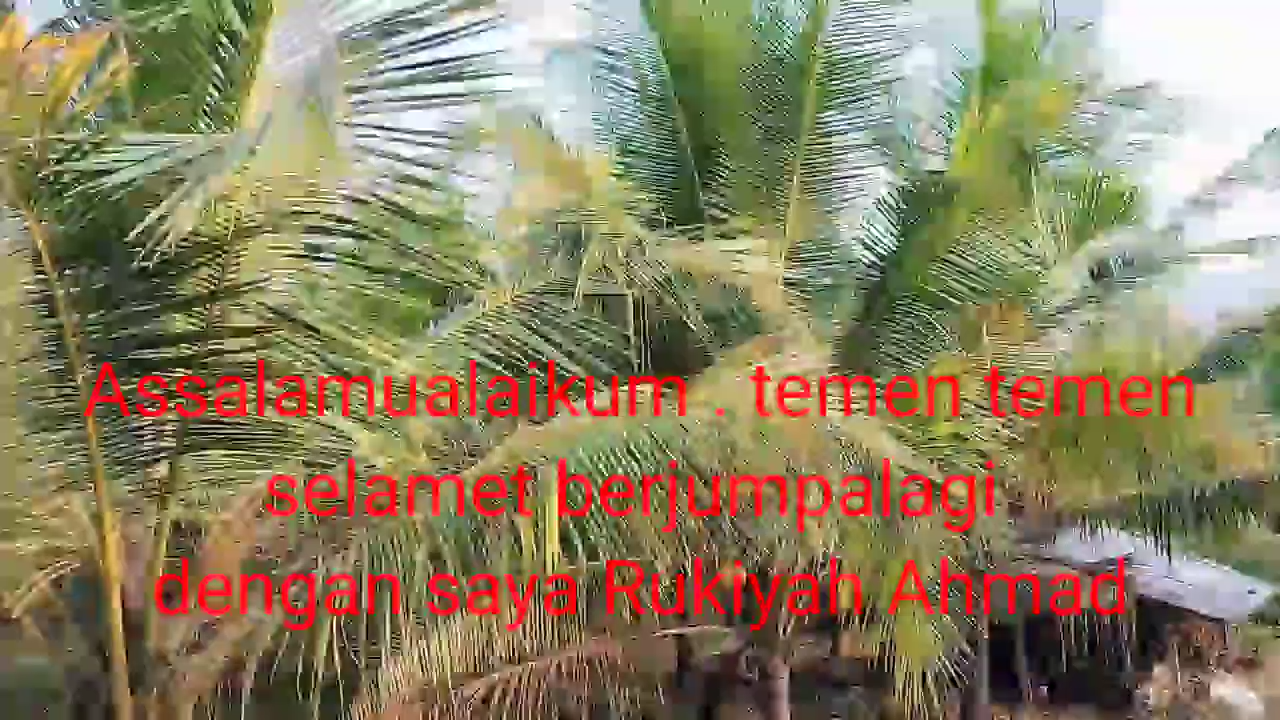 Assalamualaikum . temen temen
selamet berjumpalagi
dengan saya Rukiyah Ahmad